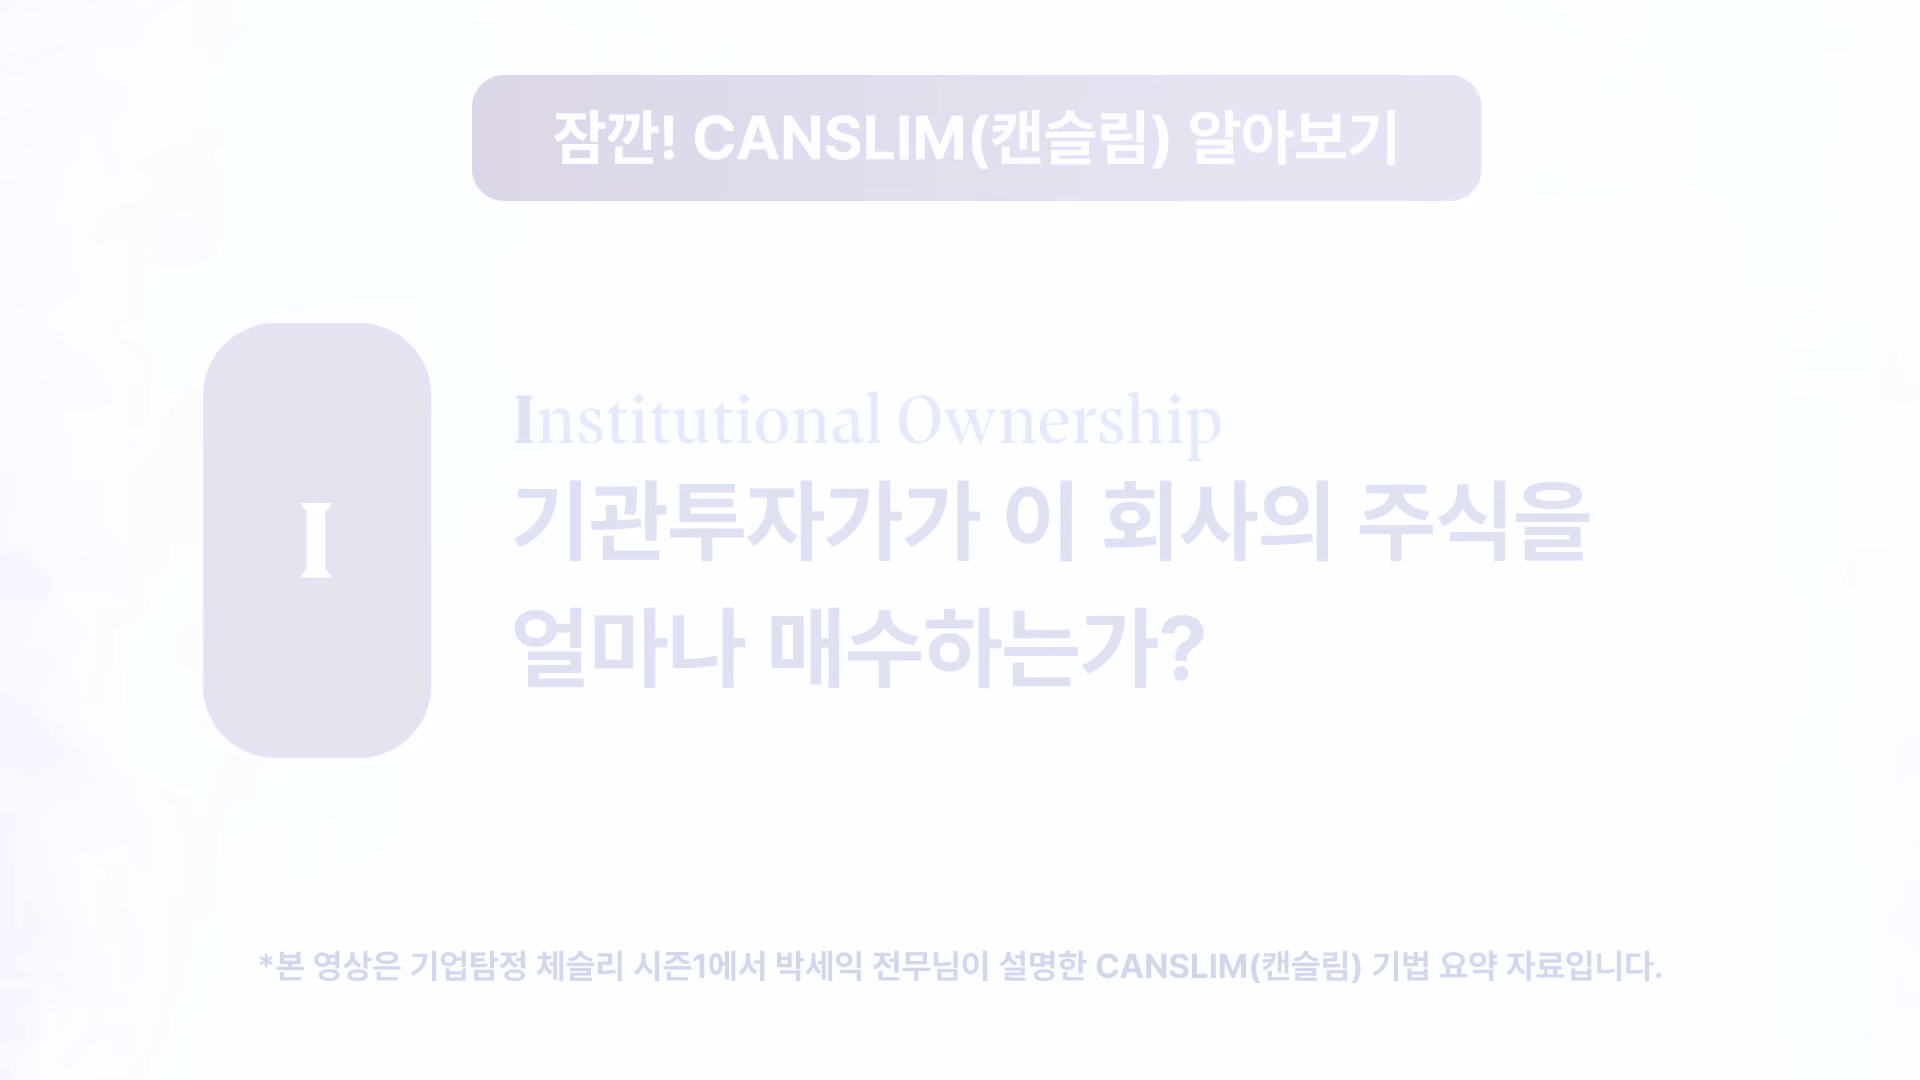 잠깐! CANSLIM(캔슬림) 알아보기
I
Institutional Ownership
기관투자가가 이 회사의 주식을
얼마나 매수하는가?
*본 영상은 기업탐정 체슬리 시즌1에서 박세익 전무님이 설명한 CANSLIM(캔슬림) 기법 요약 자료입니다.